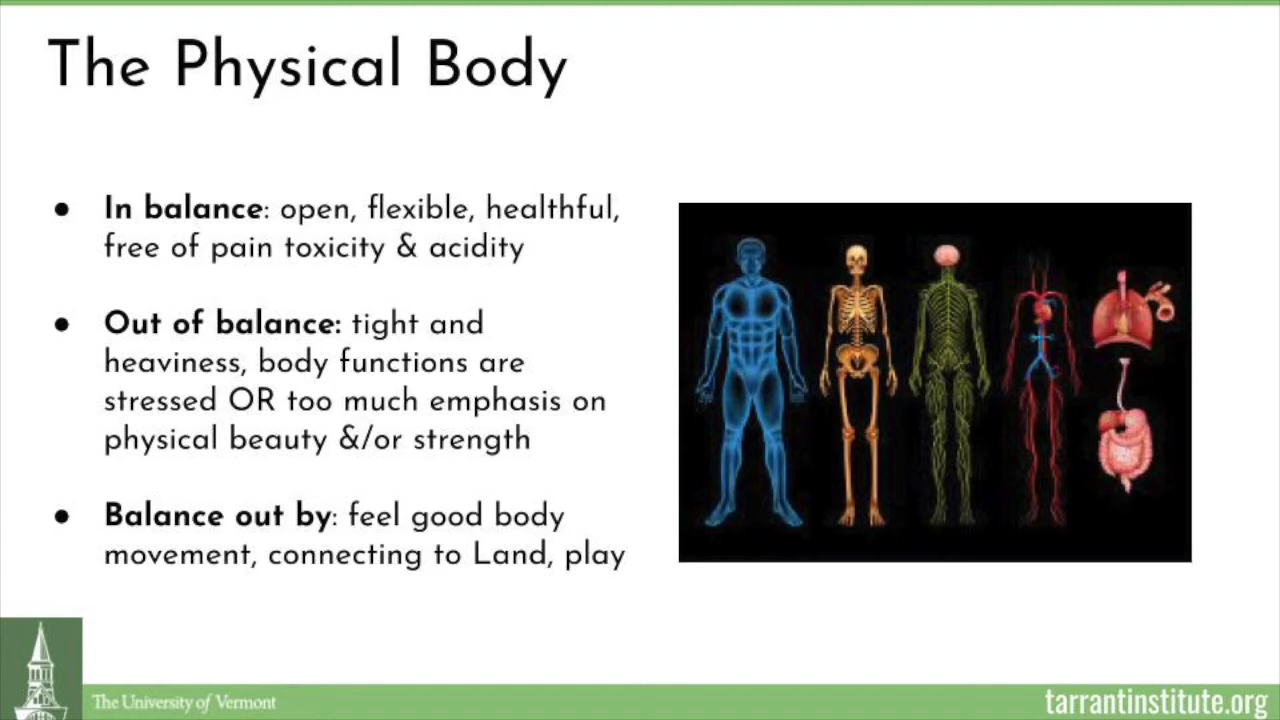 The Physical Body
● In balance: open, flexible, healthful,
free of pain toxicity & acidity
● Out of balance: tight and
heaviness, body functions are
stressed OR too much emphasis on
physical beauty &/or strength
● Balance out by: feel good body
movement, connecting to Land, play
The University of Vermont
tarrantinstitute.org